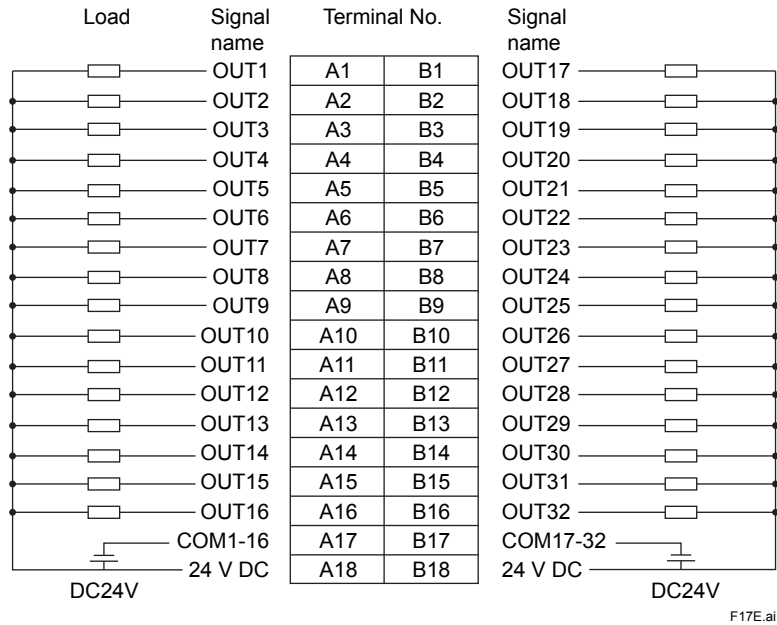 Load Signal name Terminal No. Signal name
OUT1 A1 B1 OUT17
OUT2 A2 B2 OUT18
OUT3 A3 B3 OUT19
OUT4 A4 B4 OUT20
OUT5 A5 B5 OUT21
OUT6 A6 B6 OUT22
OUT7 A7 B7 OUT23
OUT8 A8 B8 OUT24
OUT9 A9 B9 OUT25
OUT10 A10 B10 OUT26
OUT11 A11 B11 OUT27
OUT12 A12 B12 OUT28
OUT13 A13 B13 OUT29
OUT14 A14 B14 OUT30
OUT15 A15 B15 OUT31
OUT16 A16 B16 OUT32
COM1-16 A17 B17 COM17-32
24 V DC A18 B18 24 V DC
DC24V DC24V
F17E.ai